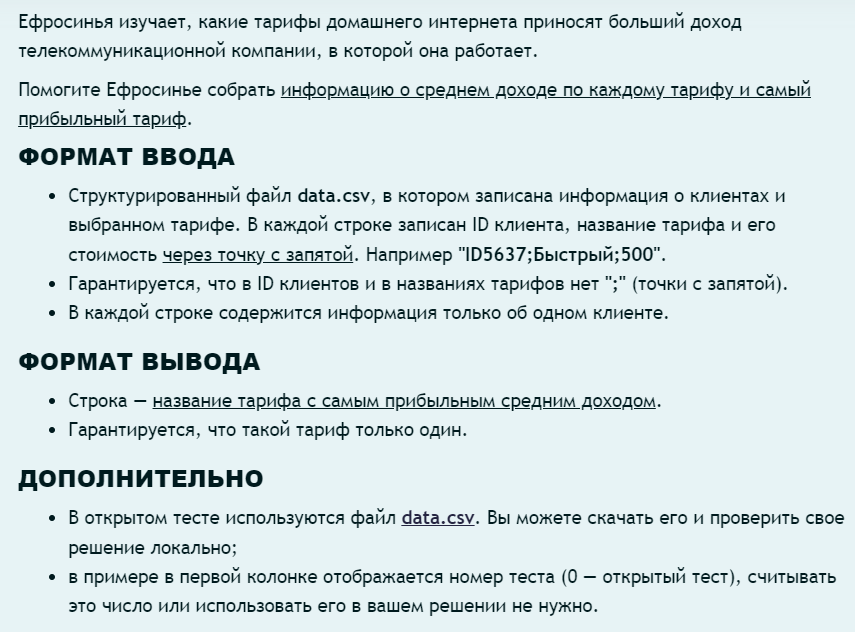 Ефросинья изучает, какие тарифы домашнего интернета приносят больший доход
телекоммуникационной компании, в которой она работает.
Помогите Ефросинье собрать информацию о среднем доходе по каждому тарифу и самый
прибыльный тариф.
ФОРМАТ ВВОДА
• Структурированный файл data.csv, в котором записана информация о клиентах и
выбранном тарифе. В каждой строке записан ID клиента, название тарифа и его
стоимость через точку с запятой. Например "ID5637;Быстрый;500".
• Гарантируется, что в ID клиентов и в названиях тарифов нет ";" (точки с запятой).
• В каждой строке содержится информация только об одном клиенте.
ФОРМАТ ВЫВОДА
• Строка — название тарифа с самым прибыльным средним доходом.
• Гарантируется, что такой тариф только один.
ДОПОЛНИТЕЛЬНО
• В открытом тесте используются файл data.csv. Вы можете скачать его и проверить свое
решение локально;
• в примере в первой колонке отображается номер теста (0 — открытый тест), считывать
это число или использовать его в вашем решении не нужно.